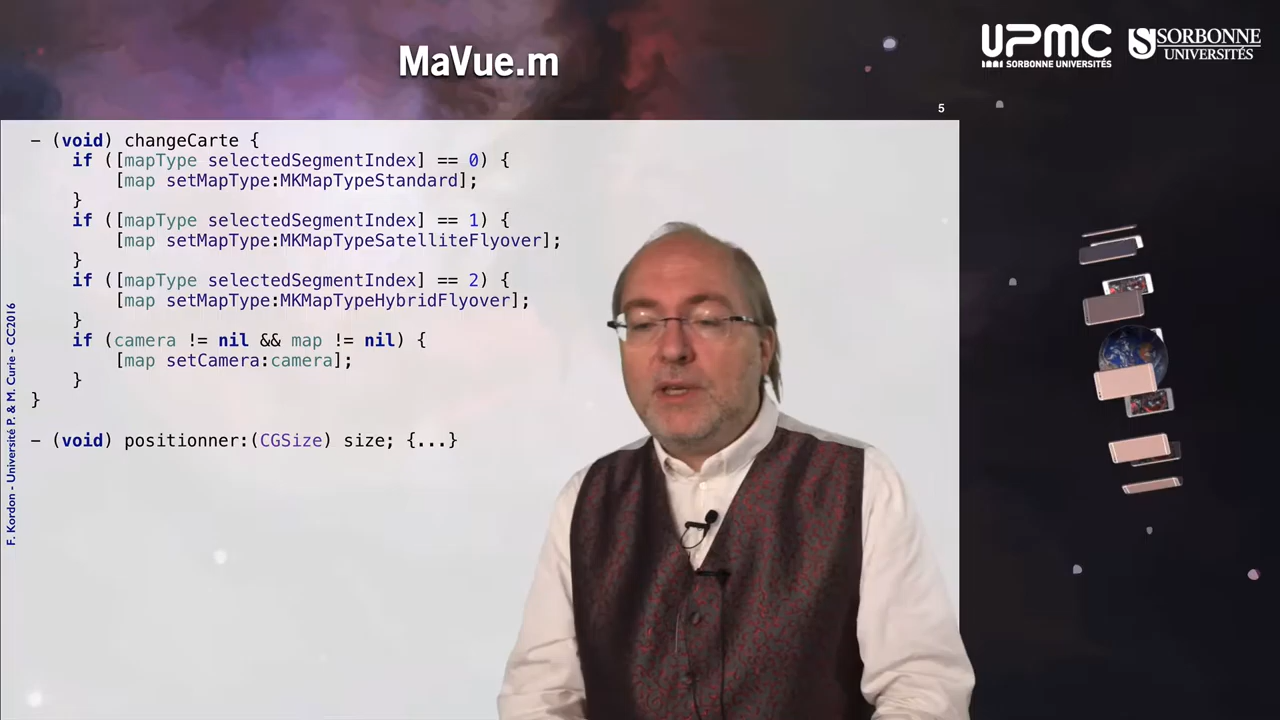 MaVue.m
UPMC
SORBONNE UNIVERSITÉS
SORBONNE
UNIVERSITÉS
5
- (void) changeCarte {
if ([mapType selectedSegmentIndex] == 0) {
[map setMapType:MKMapTypeStandard];
}
if ([mapType selectedSegmentIndex] == 1) {
[map setMapType:MKMapTypeSatelliteFlyover];
}
if ([mapType selectedSegmentIndex] == 2) {
[map setMapType:MKMapTypeHybridFlyover];
}
if (camera != nil && map != nil) {
[map setCamera:camera];
}
}
- (void) positionner:(CGSize) size; {...}
F. Kordon - Université P. & M. Curie - CC2016